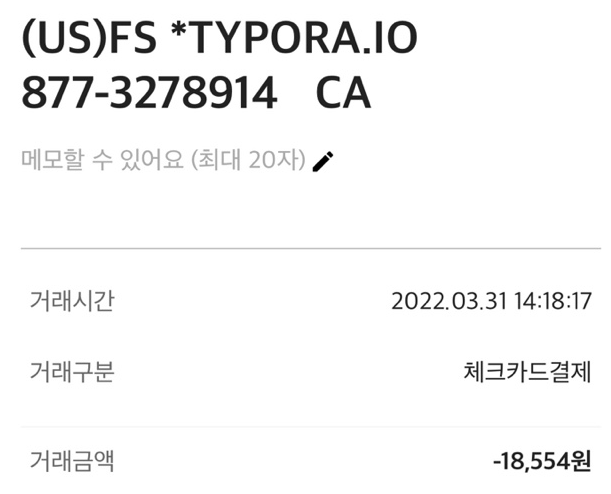 (US)FS *TYPORA.IO
877-3278914 CA
메모할 수 있어요 (최대 20자)
거래시간 2022.03.31 14:18:17
거래구분 체크카드결제
거래금액 -18,554원